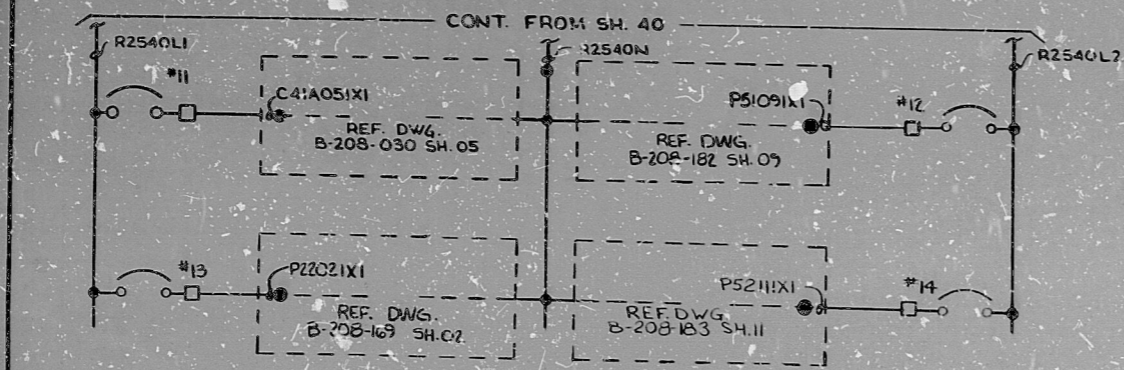 CONT. FROM SH. 40
R2540L1
R2540N
R2540L2
#11
C41A051X1
REF. DWG.
B-208-030 SH. 05
P51091X1
REF. DWG.
B-208-182 SH. 09
#12
#13
P22021X1
REF. DWG.
B-208-169 SH. 02
P52111X1
REF. DWG
B-208-183 SH. 11
#14